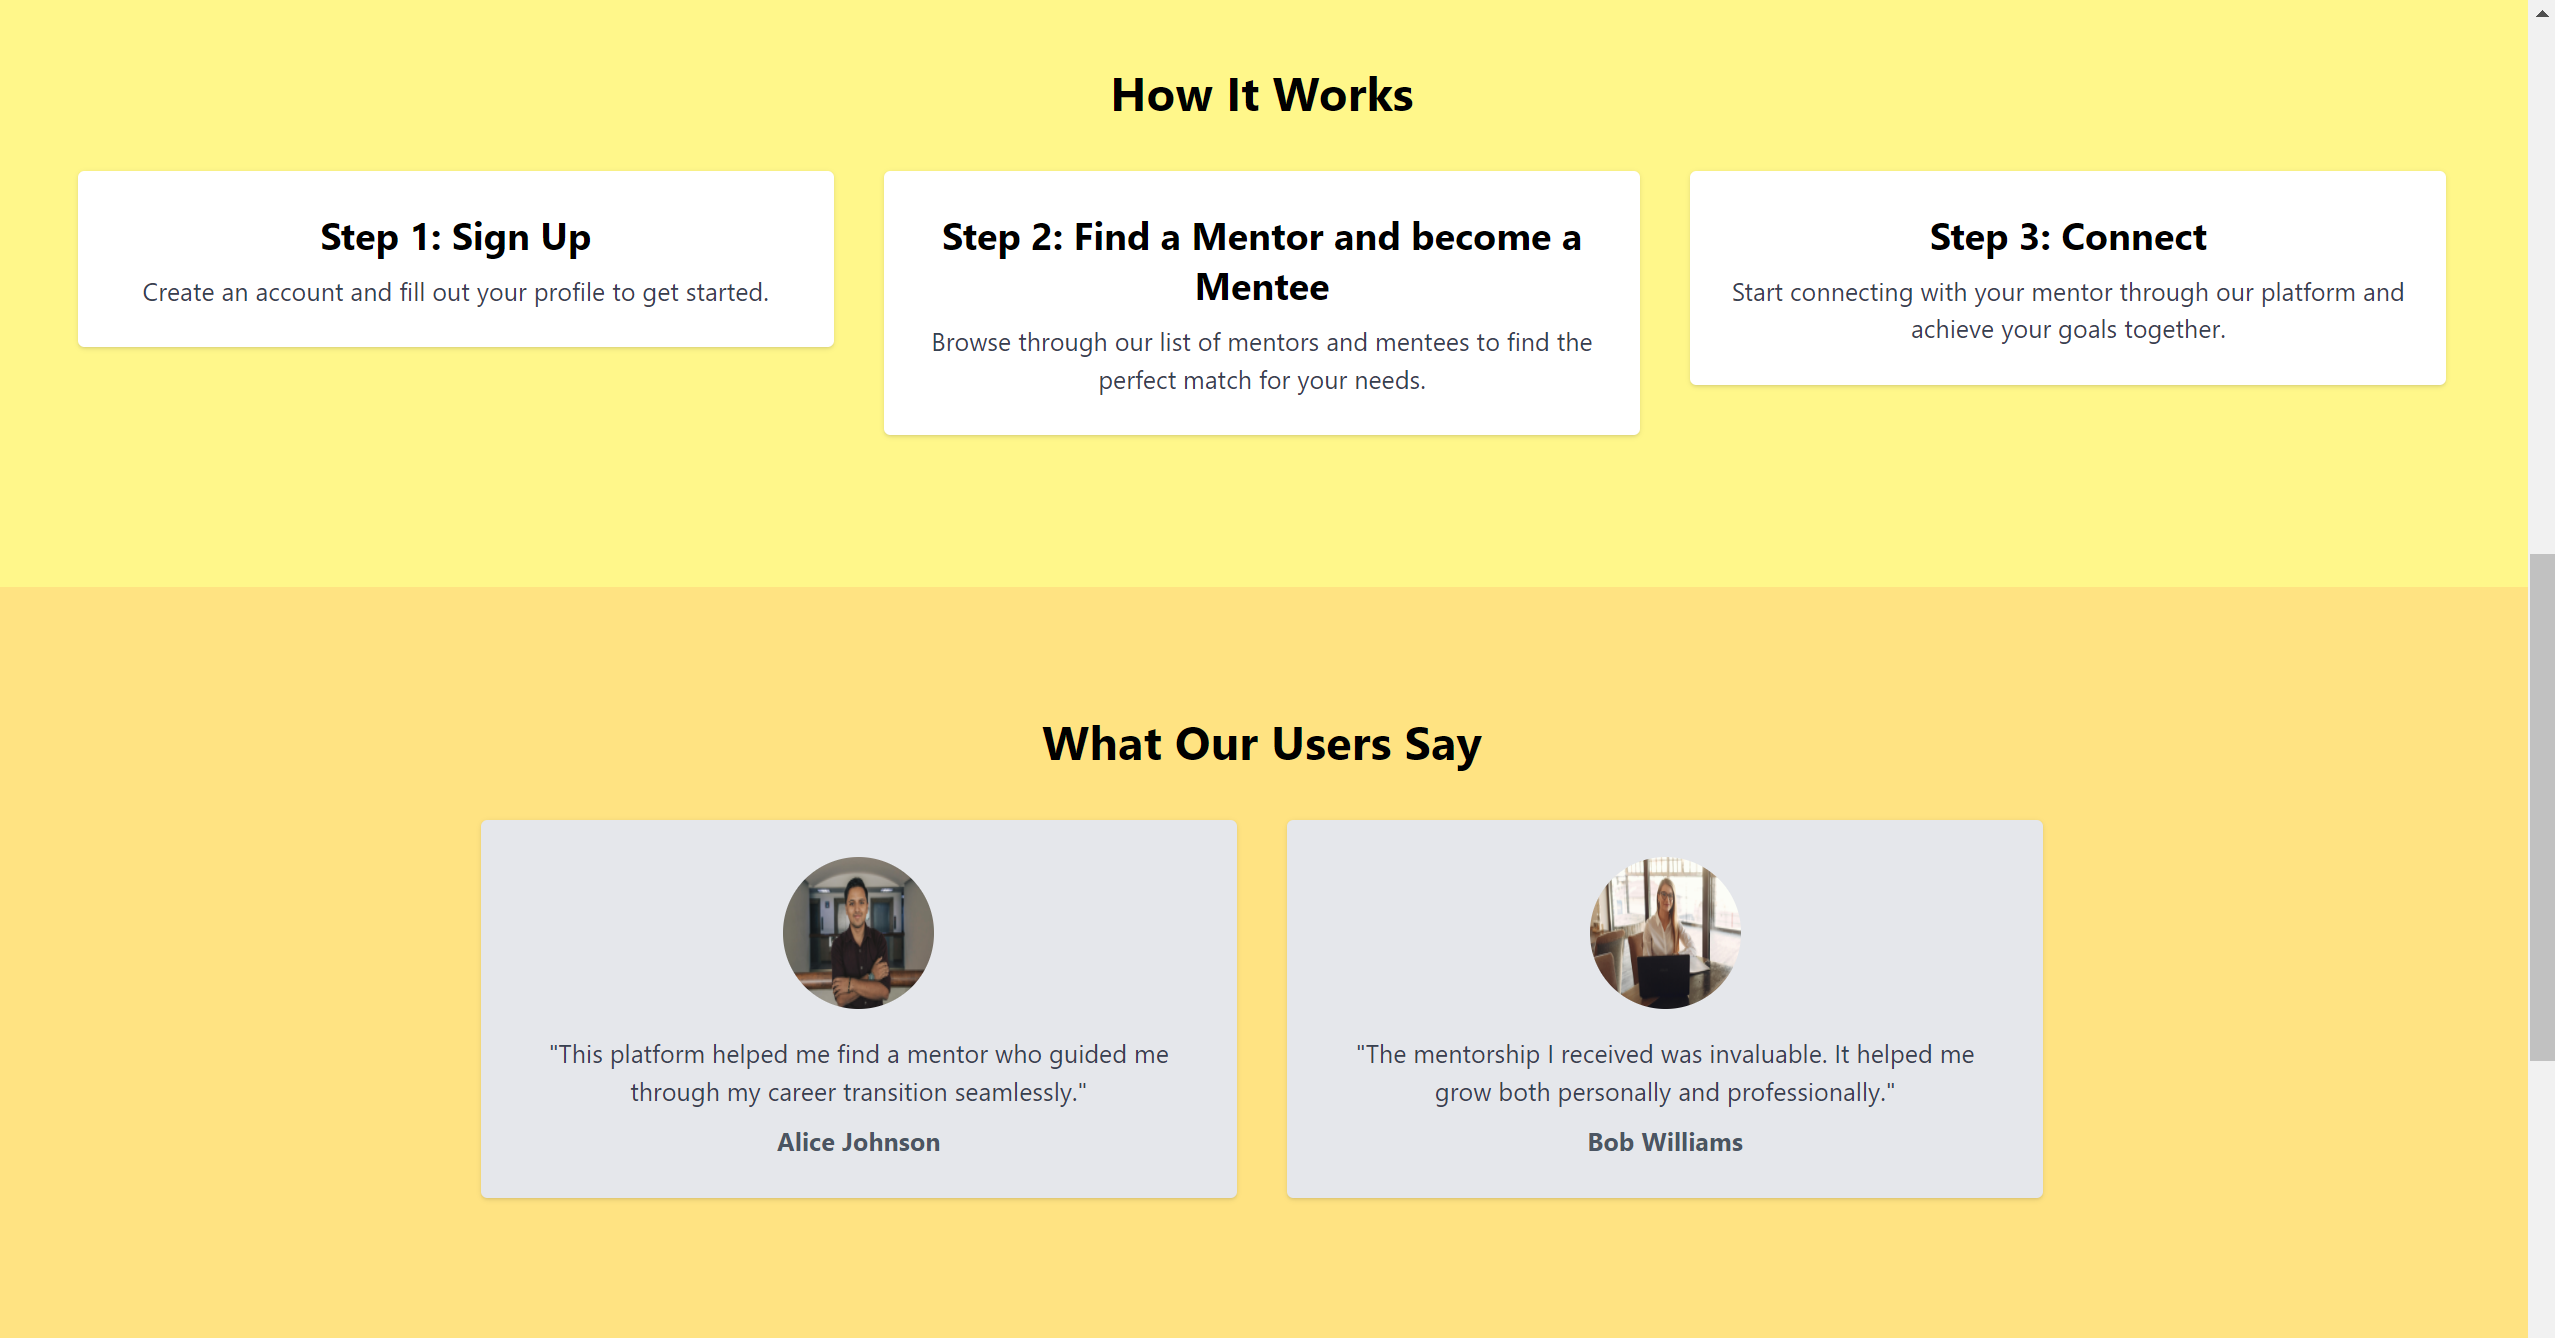 How It Works
Step 1: Sign Up
Create an account and fill out your profile to get started.
Step 2: Find a Mentor and become a
Mentee
Browse through our list of mentors and mentees to find the
perfect match for your needs.
Step 3: Connect
Start connecting with your mentor through our platform and
achieve your goals together.
What Our Users Say
"This platform helped me find a mentor who guided me
through my career transition seamlessly."
Alice Johnson
"The mentorship I received was invaluable. It helped me
grow both personally and professionally."
Bob Williams